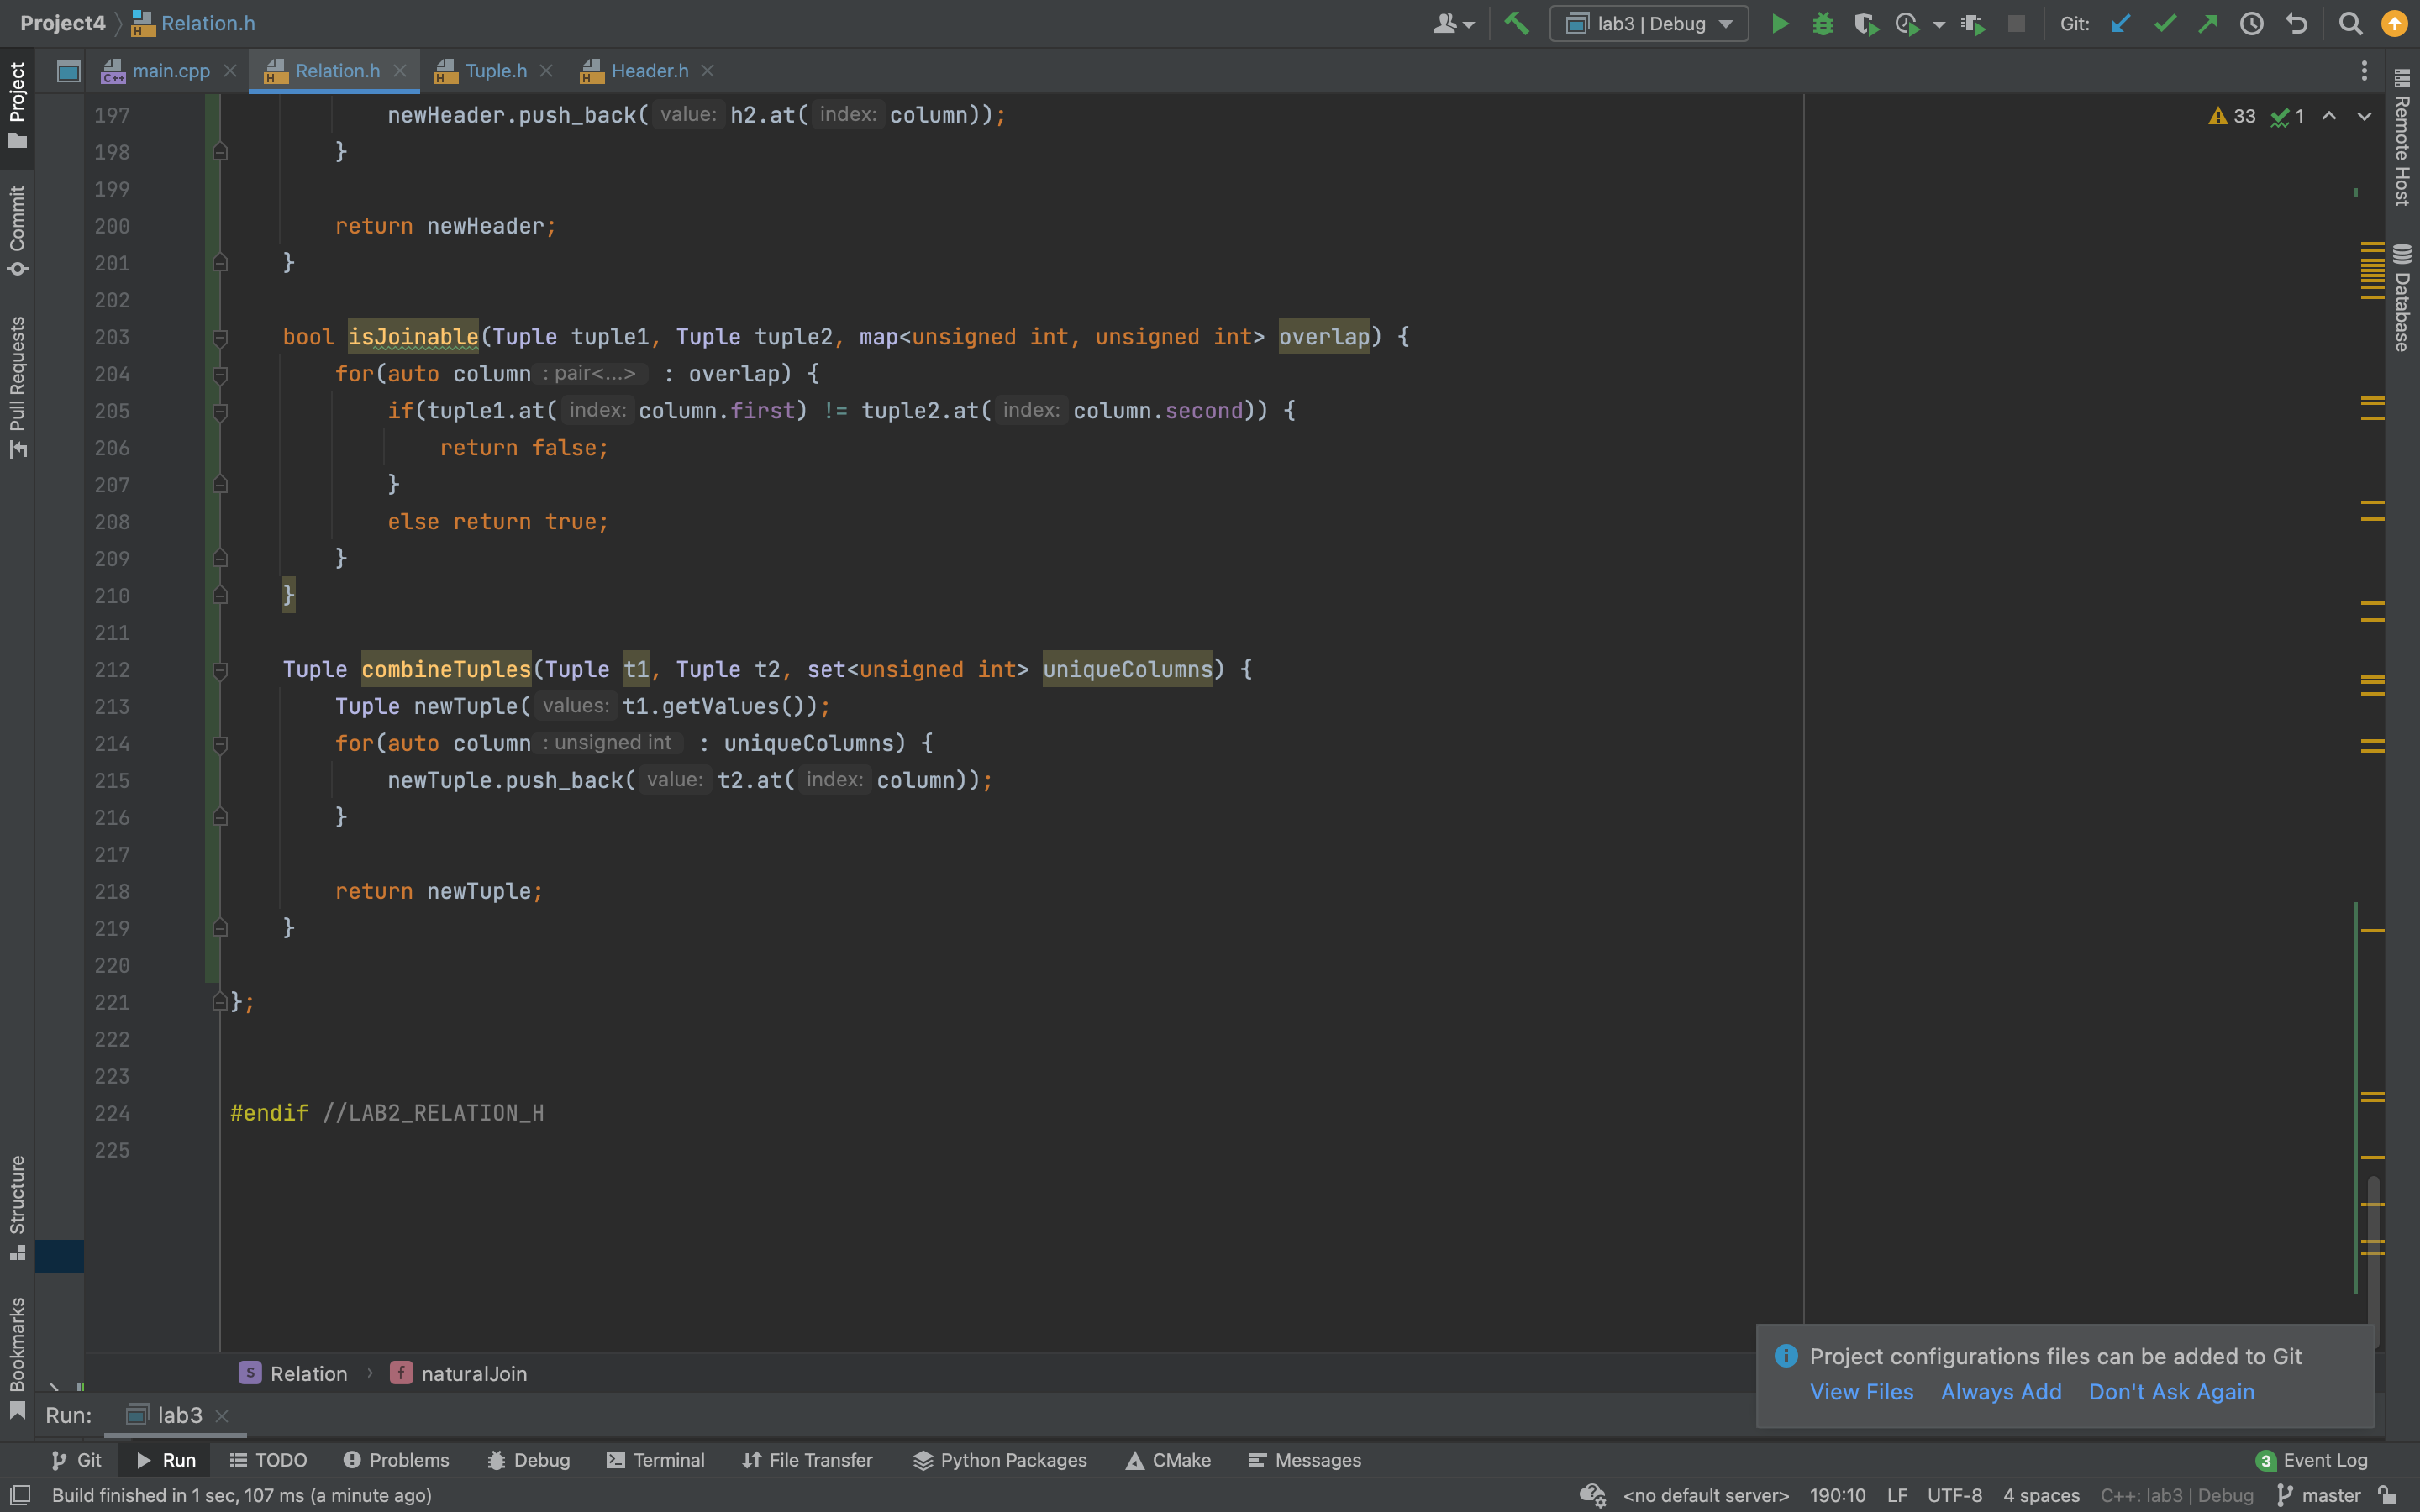 Project4 Relation.h lab3 | Debug Git:
main.cpp Relation.h Tuple.h Header.h
Project
Commit
Pull Requests
Structure
Bookmarks
Remote Host
Database
33 1
197 newHeader.push_back( value: h2.at( index: column));
198 }
199
200 return newHeader;
201 }
202
203 bool isJoinable(Tuple tuple1, Tuple tuple2, map<unsigned int, unsigned int> overlap) {
204 for(auto column : pair<...> : overlap) {
205 if(tuple1.at( index: column.first) != tuple2.at( index: column.second)) {
206 return false;
207 }
208 else return true;
209 }
210 }
211
212 Tuple combineTuples(Tuple t1, Tuple t2, set<unsigned int> uniqueColumns) {
213 Tuple newTuple( values: t1.getValues());
214 for(auto column : unsigned int : uniqueColumns) {
215 newTuple.push_back( value: t2.at( index: column));
216 }
217
218 return newTuple;
219 }
220
221 };
222
223
224 #endif //LAB2_RELATION_H
225
S Relation f naturalJoin
Project configurations files can be added to Git
View Files Always Add Don't Ask Again
Run: lab3
Git Run TODO Problems Debug Terminal File Transfer Python Packages CMake Messages 3 Event Log
Build finished in 1 sec, 107 ms (a minute ago) <no default server> 190:10 LF UTF-8 4 spaces C++: lab3 | Debug master